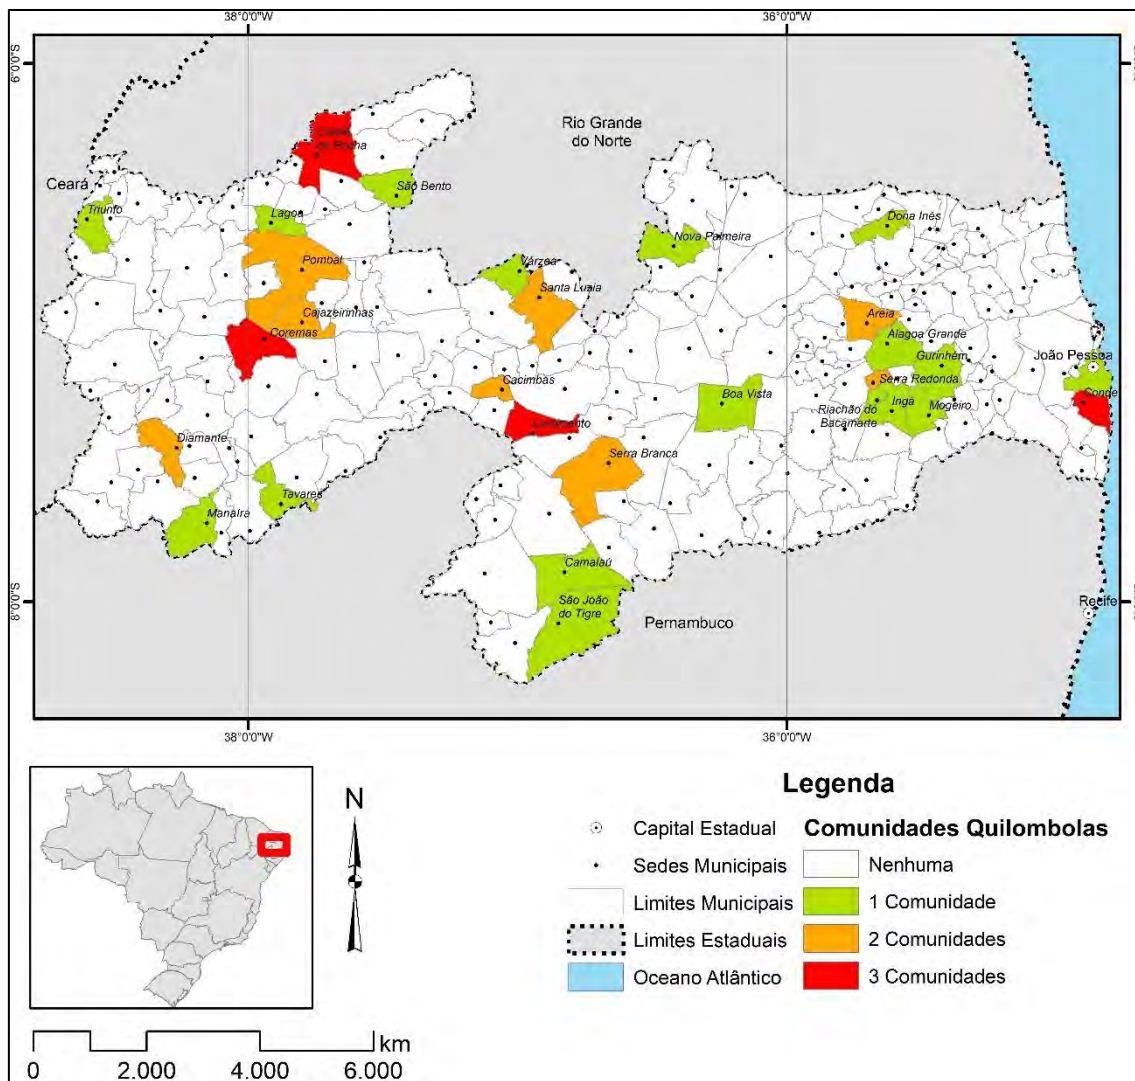 38°0'0"W
36°0'0"W
6°0'0"S
Rio Grande
do Norte
Ceará
São Bento
Triunfo
Lagoa
Dona Inês
Nova Palmeira
Pombal
Várzea
Santa Luzia
Cajazeirinhas
Areia
Coremas
Alagoa Grande
Gurinhém
João Pessoa
Cacimbas
Serra Redonda
Boa Vista
Conde
Riachão do
Bacamarte
Ingá
Mogeiro
Livramento
Diamante
Serra Branca
Tavares
Manaíra
Camalaú
São João
do Tigre
Pernambuco
Recife
8°0'0"S
38°0'0"W
36°0'0"W
N
Legenda
Capital Estadual
Sedes Municipais
Limites Municipais
Limites Estaduais
Oceano Atlântico
Comunidades Quilombolas
Nenhuma
1 Comunidade
2 Comunidades
3 Comunidades
km
0 2.000 4.000 6.000